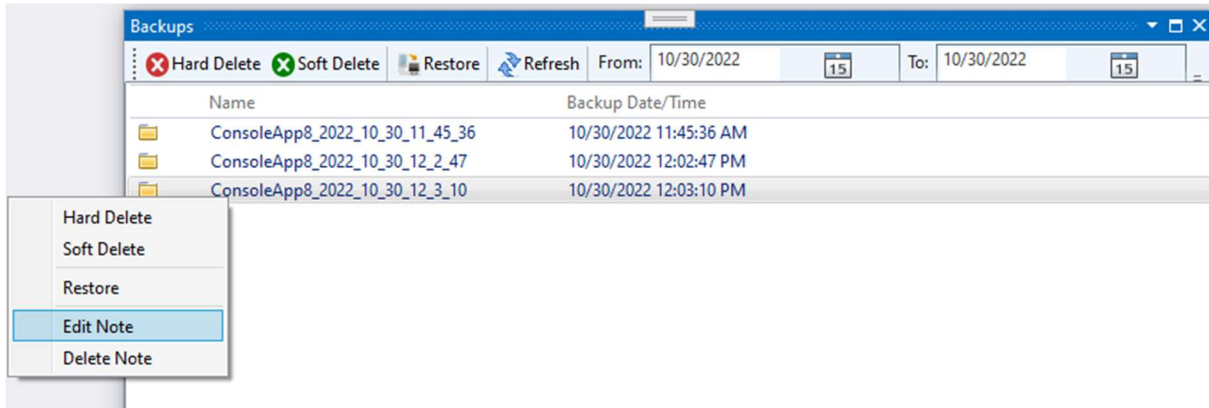 Backups
Hard Delete Soft Delete Restore Refresh From: 10/30/2022 15 To: 10/30/2022 15
Name Backup Date/Time
ConsoleApp8_2022_10_30_11_45_36 10/30/2022 11:45:36 AM
ConsoleApp8_2022_10_30_12_2_47 10/30/2022 12:02:47 PM
ConsoleApp8_2022_10_30_12_3_10 10/30/2022 12:03:10 PM
Hard Delete
Soft Delete
Restore
Edit Note
Delete Note